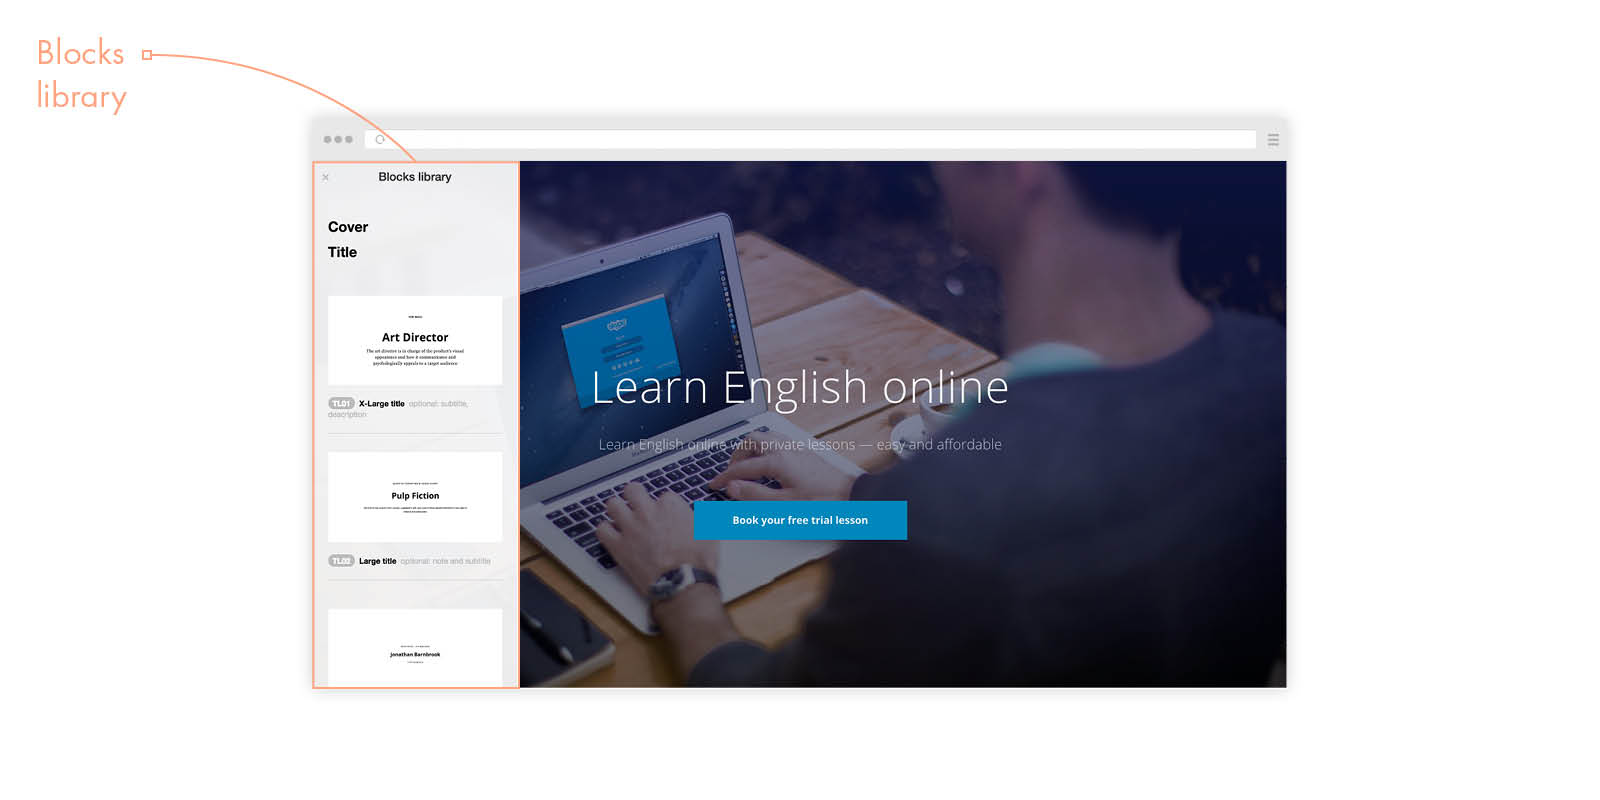 Blocks
library
Blocks library
Cover
Title
Art Director
The art director is in charge of the product's visual
appearance and how it communicates and
psychologically appeals to a target audience
TL01 X-Large title optional: subtitle,
description
Pulp Fiction
TL02 Large title optional: note and subtitle
Jonathan Barnbrook
Learn English online
Learn English online with private lessons — easy and affordable
Book your free trial lesson